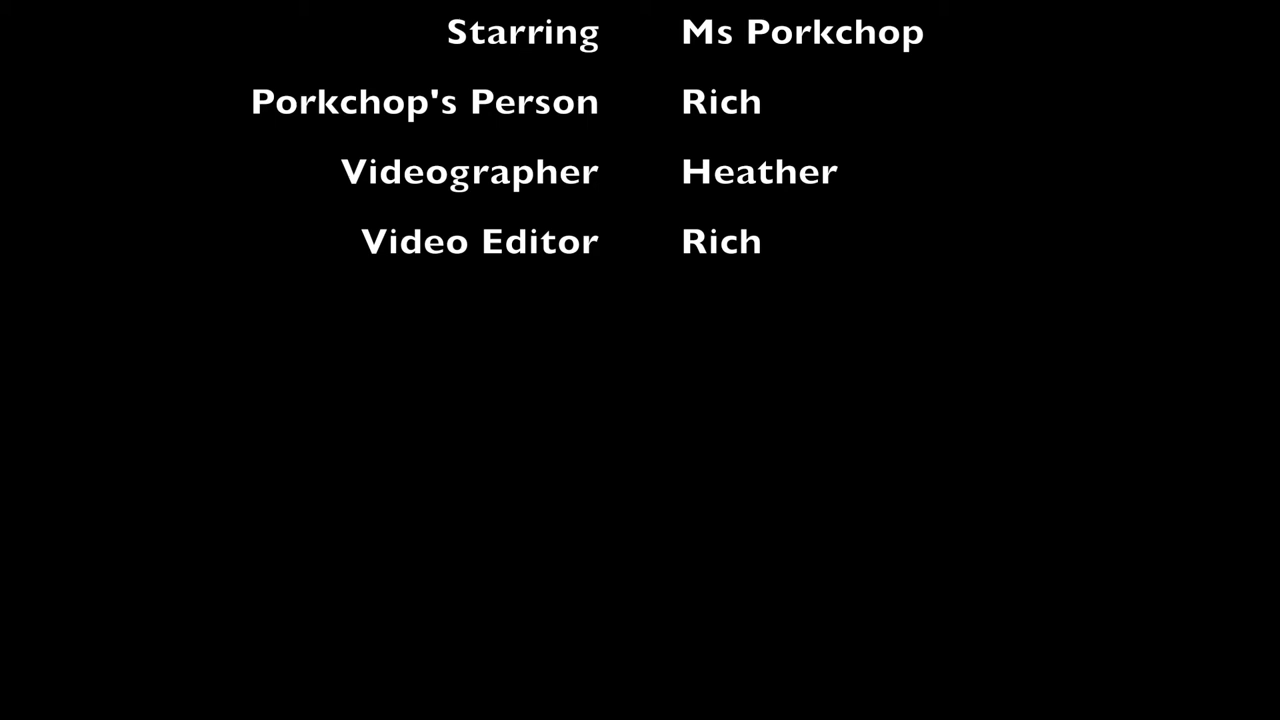 Starring Ms Porkchop
Porkchop's Person Rich
Videographer Heather
Video Editor Rich